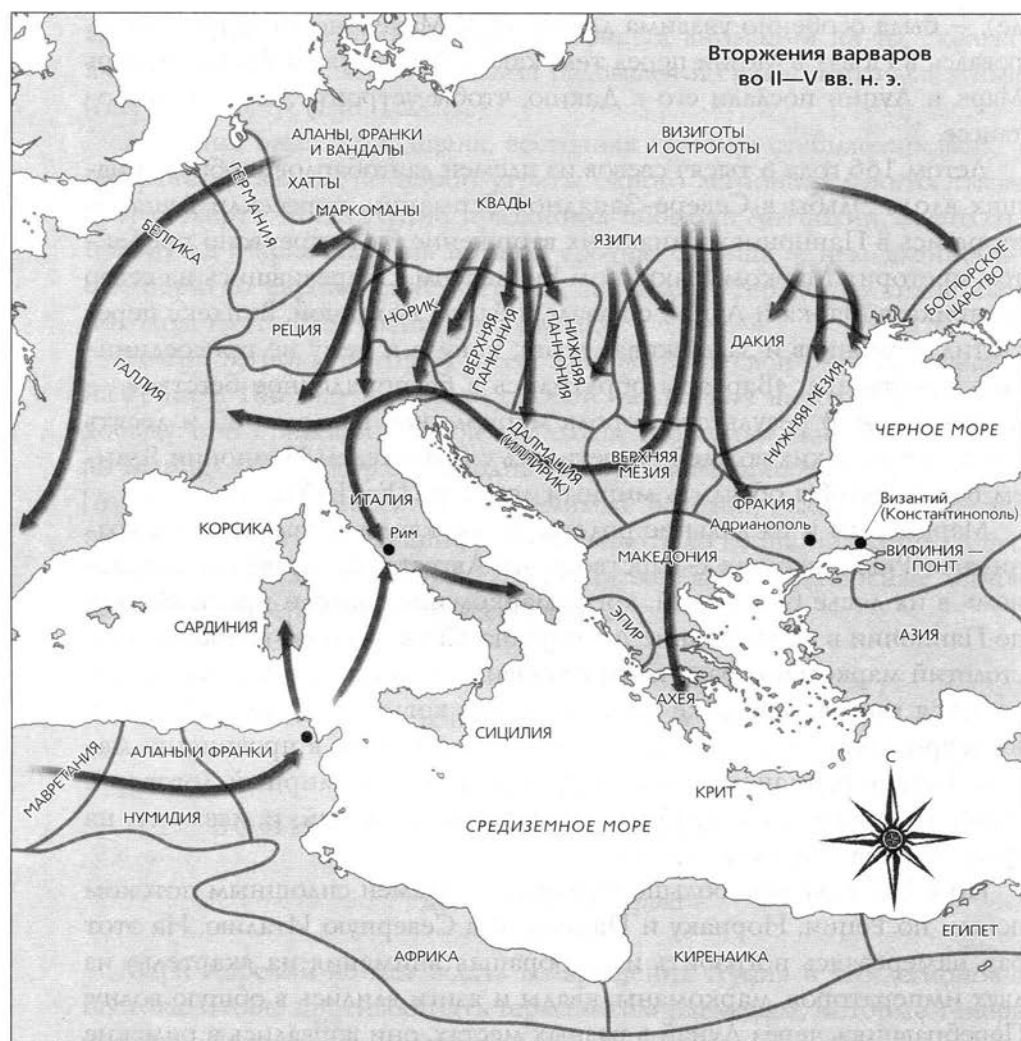 Вторжения варваров
во II—V вв. н. э.
АЛАНЫ, ФРАНКИ
И ВАНДАЛЫ
ВИЗИГОТЫ
И ОСТРОГОТЫ
ХАТТЫ
ГЕРМАНИЯ
МАРКОМАНЫ
КВАДЫ
ЯЗИГИ
БЕЛГИКА
БОСПОРСКОЕ
ЦАРСТВО
РЕЦИЯ
НОРИК
ВЕРХНЯЯ
ПАННОНИЯ
НИЖНЯЯ
ПАННОНИЯ
ДАКИЯ
ГАЛЛИЯ
НИЖНЯЯ МЕЗИЯ
ЧЕРНОЕ МОРЕ
ДАЛМАЦИЯ
(ИЛЛИРИК)
ВЕРХНЯЯ
МЕЗИЯ
ИТАЛИЯ
ФРАКИЯ
Адрианополь
Византий,
(Константинополь)
КОРСИКА
Рим
МАКЕДОНИЯ
ВИФИНИЯ —
ПОНТ
САРДИНИЯ
ЭПИР
АЗИЯ
АХЕЯ
СИЦИЛИЯ
АЛАНЫ И ФРАНКИ
МАВРЕТАНИЯ
НУМИДИЯ
КРИТ
С
СРЕДИЗЕМНОЕ МОРЕ
ЕГИПЕТ
АФРИКА
КИРЕНАИКА